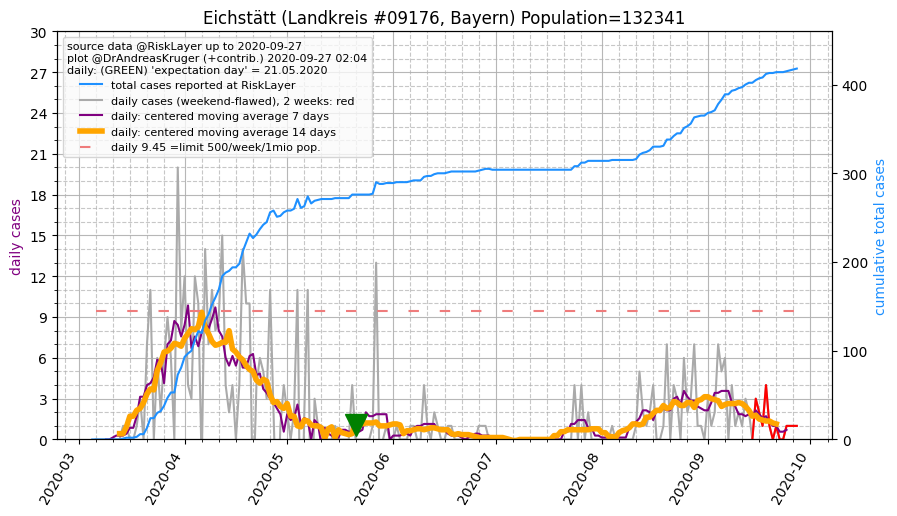 Eichstätt (Landkreis #09176, Bayern) Population=132341
source data @RiskLayer up to 2020-09-27
plot @DrAndreasKruger (+contrib.) 2020-09-27 02:04
daily: (GREEN) 'expectation day' = 21.05.2020
total cases reported at RiskLayer
daily cases (weekend-flawed), 2 weeks: red
daily: centered moving average 7 days
daily: centered moving average 14 days
daily 9.45 =limit 500/week/1mio pop.
daily cases
30
27
24
21
18
15
12
9
6
3
0
cumulative total cases
400
300
200
100
0
2020-03
2020-04
2020-05
2020-06
2020-07
2020-08
2020-09
2020-10